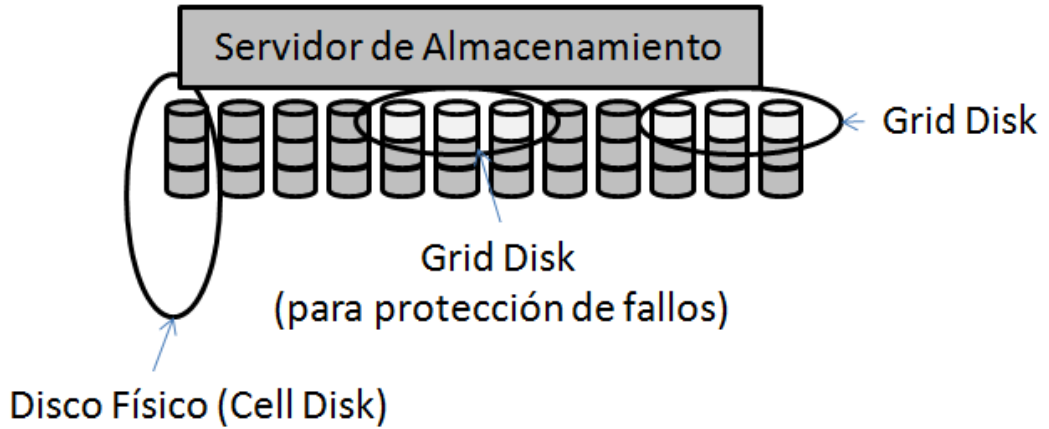 Servidor de Almacenamiento
Grid Disk
Grid Disk
(para protección de fallos)
Disco Físico (Cell Disk)